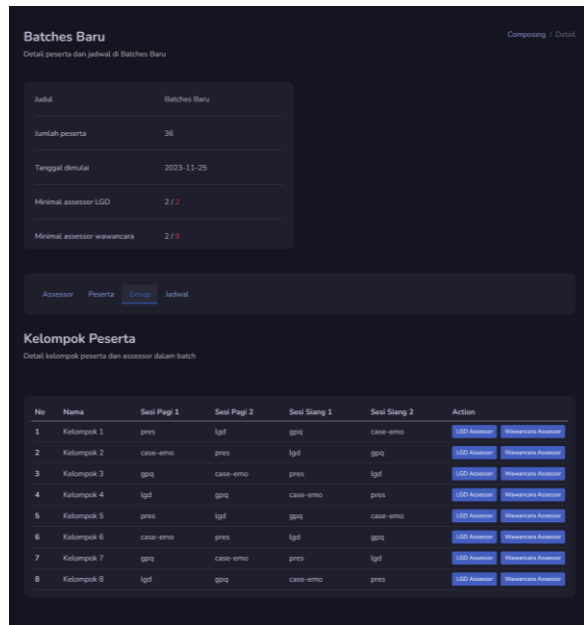 Batches Baru
Composing / Detail
Detail peserta dan jadwal di Batches Baru
Judul Batches Baru
Jumlah peserta 36
Tanggal dimulai 2023-11-25
Minimal assessor LGD 2 / 2
Minimal assessor wawancara 2 / 9
Assessor Peserta Group Jadwal
Kelompok Peserta
Detail kelompok peserta dan assessor dalam batch
No Nama Sesi Pagi 1 Sesi Pagi 2 Sesi Siang 1 Sesi Siang 2 Action
1 Kelompok 1 pres lgd gpq case-emo LGD Assessor Wawancara Assessor
2 Kelompok 2 case-emo pres lgd gpq LGD Assessor Wawancara Assessor
3 Kelompok 3 gpq case-emo pres lgd LGD Assessor Wawancara Assessor
4 Kelompok 4 lgd gpq case-emo pres LGD Assessor Wawancara Assessor
5 Kelompok 5 pres lgd gpq case-emo LGD Assessor Wawancara Assessor
6 Kelompok 6 case-emo pres lgd gpq LGD Assessor Wawancara Assessor
7 Kelompok 7 gpq case-emo pres lgd LGD Assessor Wawancara Assessor
8 Kelompok 8 lgd gpq case-emo pres LGD Assessor Wawancara Assessor